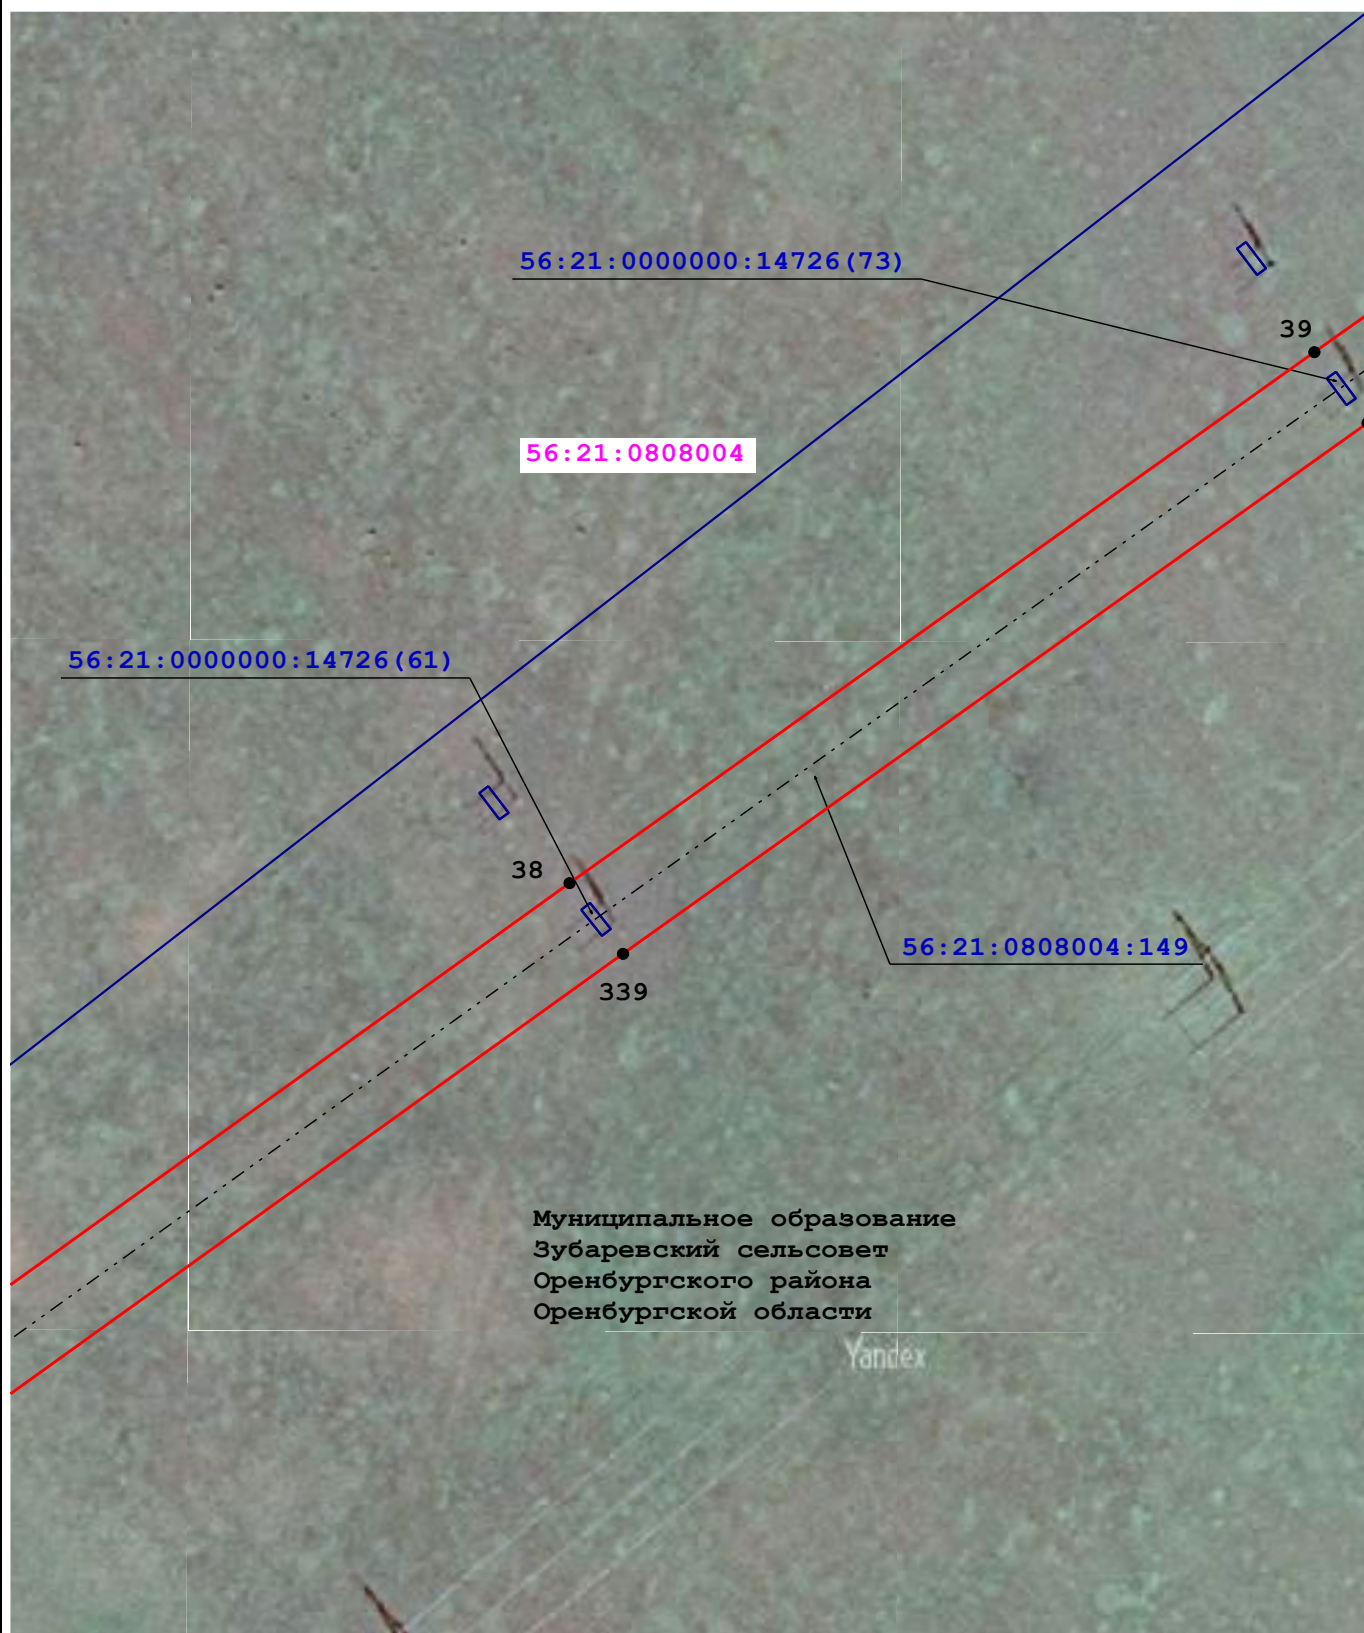 56:21:0000000:14726(73)
39
56:21:0808004
56:21:0000000:14726(61)
38
56:21:0808004:149
339
Муниципальное образование
Зубаревский сельсовет
Оренбургского района
Оренбургской области
Yandex